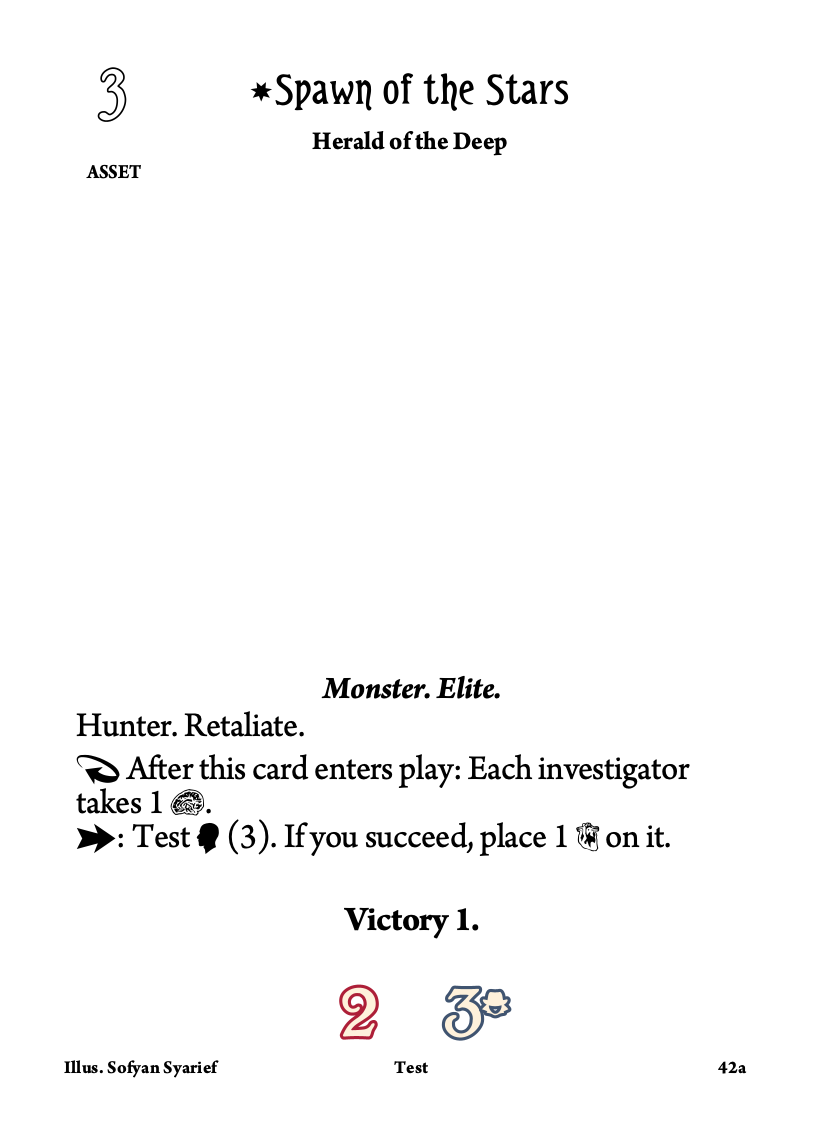 3
✷Spawn of the Stars
Herald of the Deep
ASSET
Monster. Elite.
Hunter. Retaliate.
After this card enters play: Each investigator
takes 1 .
: Test (3). If you succeed, place 1 on it.
Victory 1.
2 3
Illus. Sofyan Syarief Test 42a